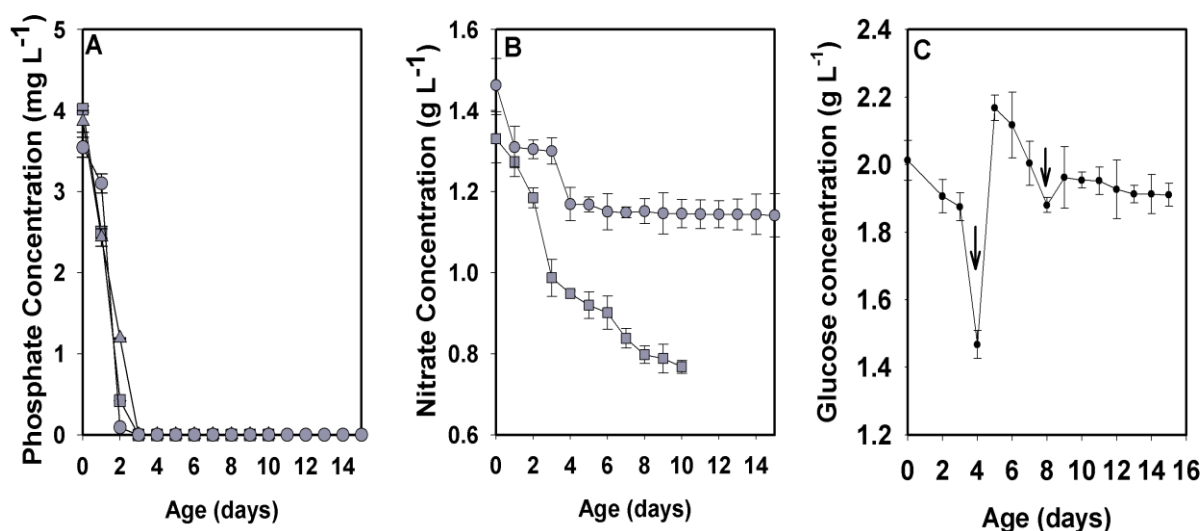 A
Phosphate Concentration (mg L⁻¹)
5
4
3
2
1
0
0 2 4 6 8 10 12 14
Age (days)
B
Nitrate Concentration (g L⁻¹)
1.6
1.4
1.2
1.0
0.8
0.6
0 2 4 6 8 10 12 14
Age (days)
C
Glucose concentration (g L⁻¹)
2.4
2.2
2.0
1.8
1.6
1.4
1.2
0 2 4 6 8 10 12 14 16
Age (days)